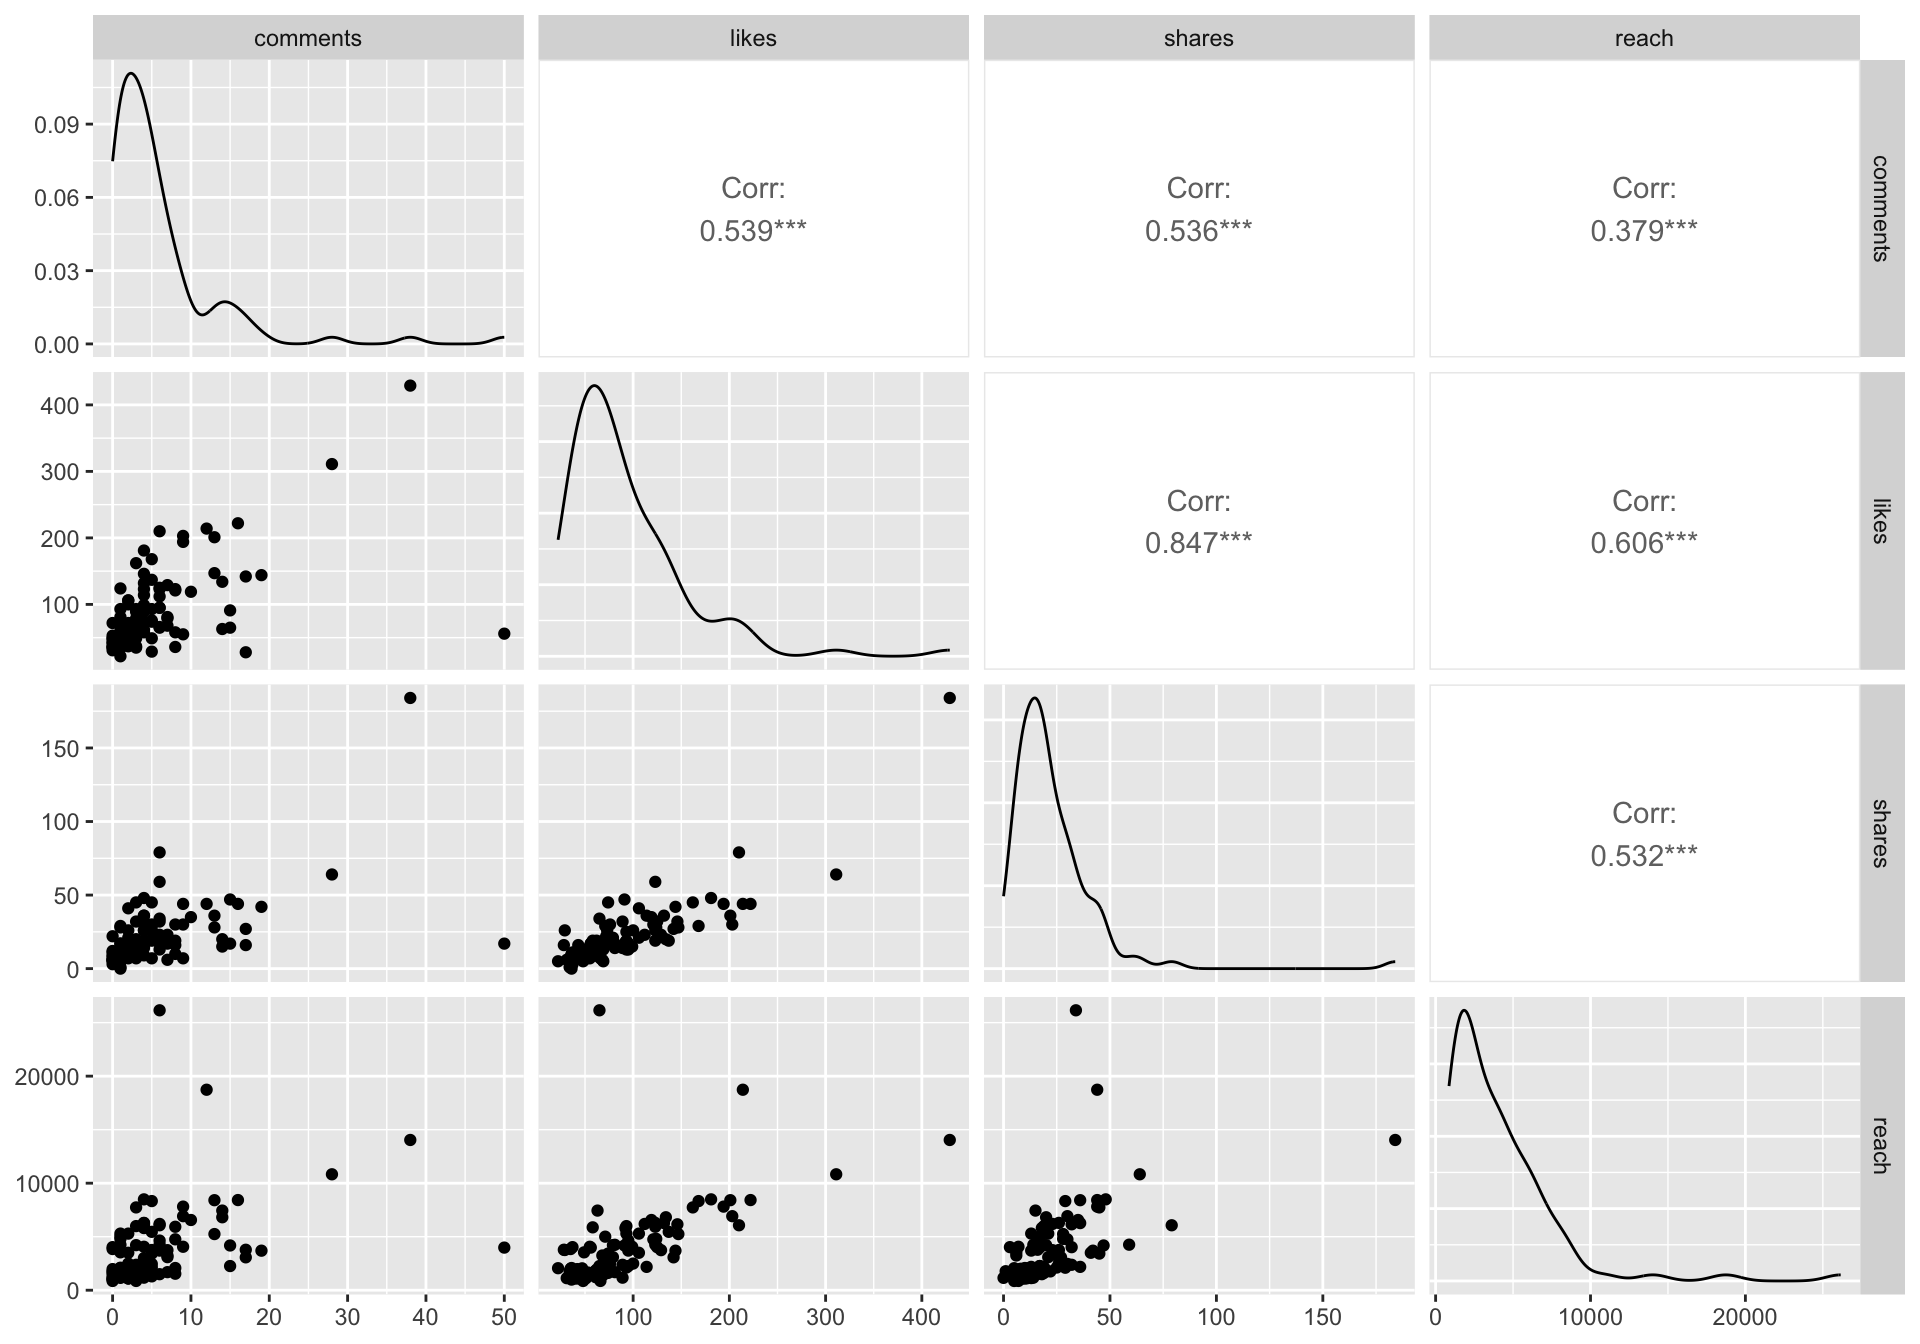 comments likes shares reach
0.09
0.06
0.03
0.00
Corr:
0.539***
Corr:
0.536***
Corr:
0.379***
comments
400
300
200
100
Corr:
0.847***
Corr:
0.606***
likes
150
100
50
0
Corr:
0.532***
shares
20000
10000
0
reach
0 10 20 30 40 50 100 200 300 400 0 50 100 150 0 10000 20000